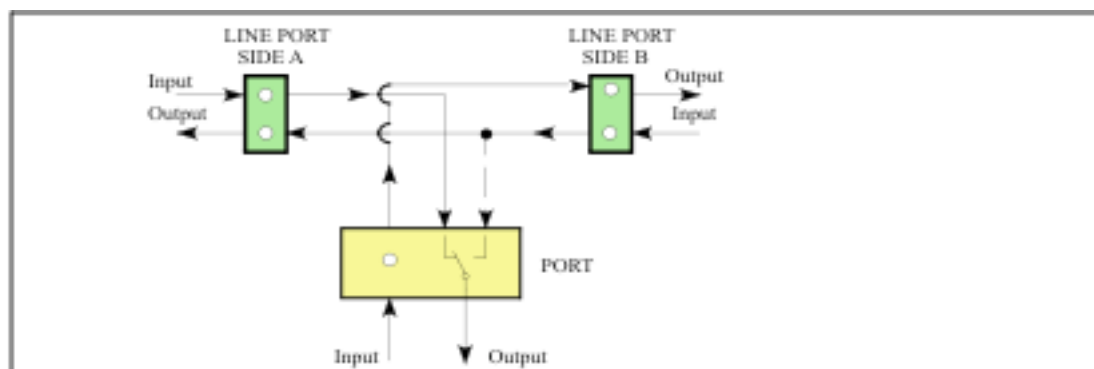 LINE PORT
SIDE A
LINE PORT
SIDE B
Input
Output
Output
Input
PORT
Input
Output